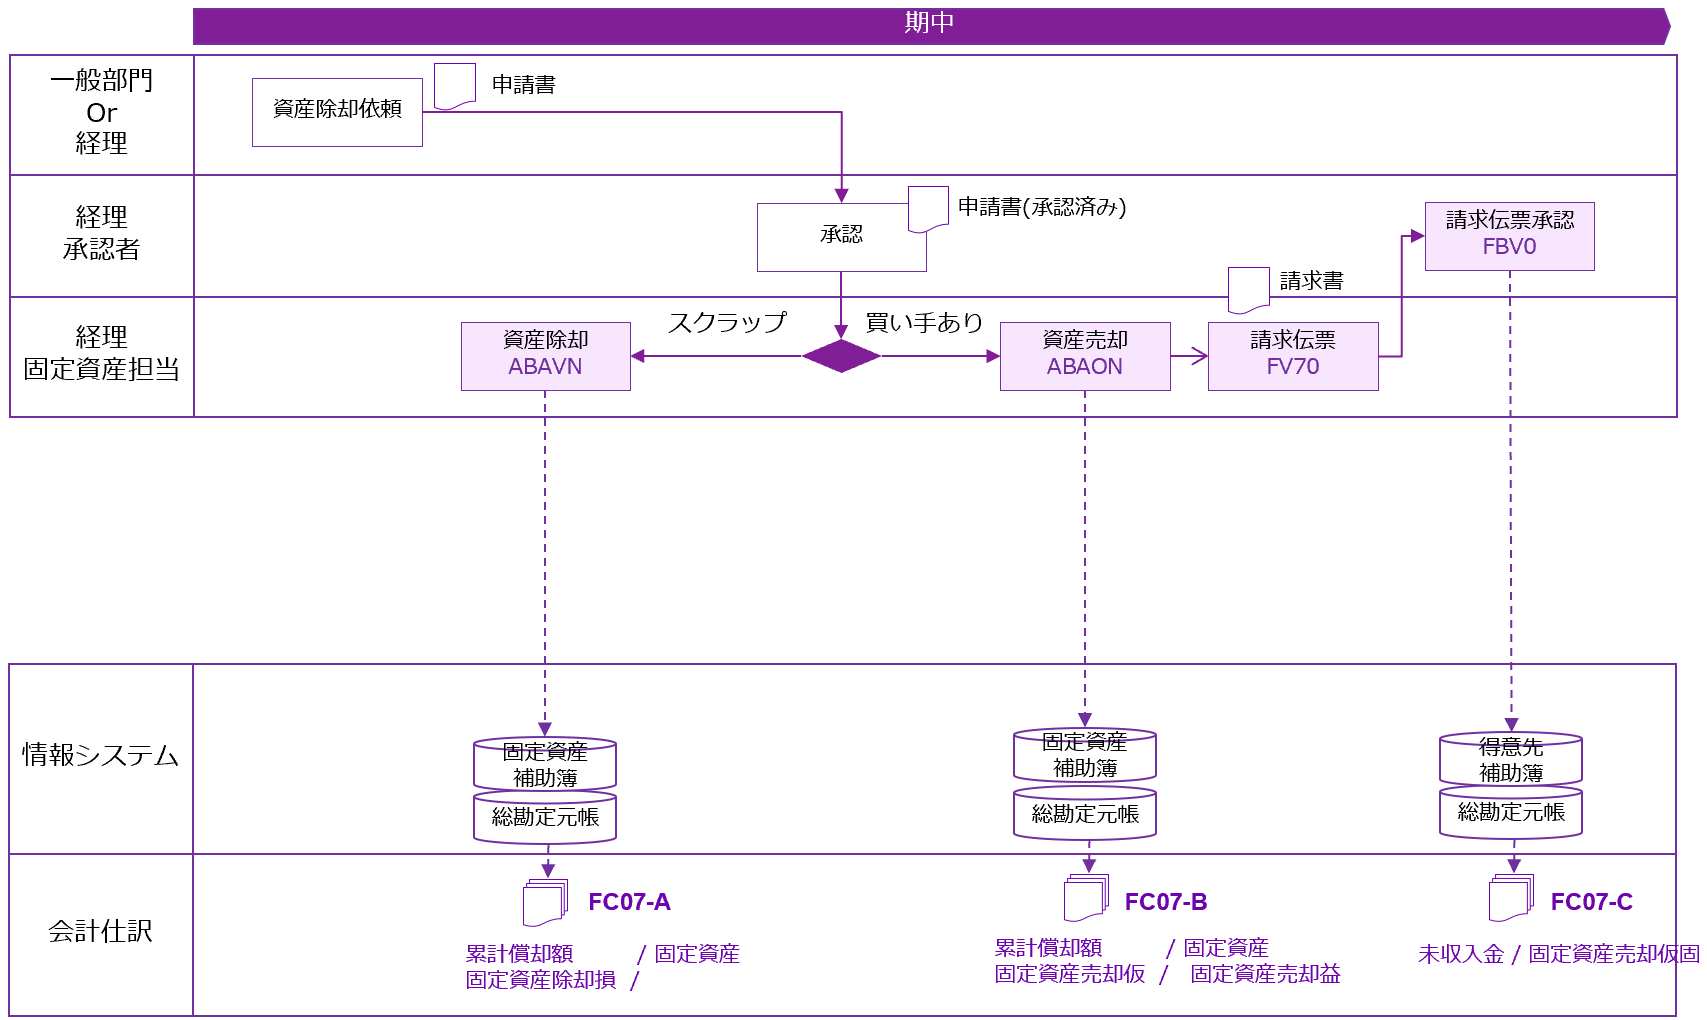 期中
一般部門
Or
経理
資産除却依頼
申請書
経理
承認者
承認
申請書(承認済み)
請求伝票承認
FBV0
請求書
経理
固定資産担当
資産除却
ABAVN
スクラップ
買い手あり
資産売却
ABAON
請求伝票
FV70
情報システム
固定資産
補助簿
総勘定元帳
固定資産
補助簿
総勘定元帳
得意先
補助簿
総勘定元帳
会計仕訳
FC07-A
累計償却額 / 固定資産
固定資産除却損 /
FC07-B
累計償却額 / 固定資産
固定資産売却仮 / 固定資産売却益
FC07-C
未収入金 / 固定資産売却仮固